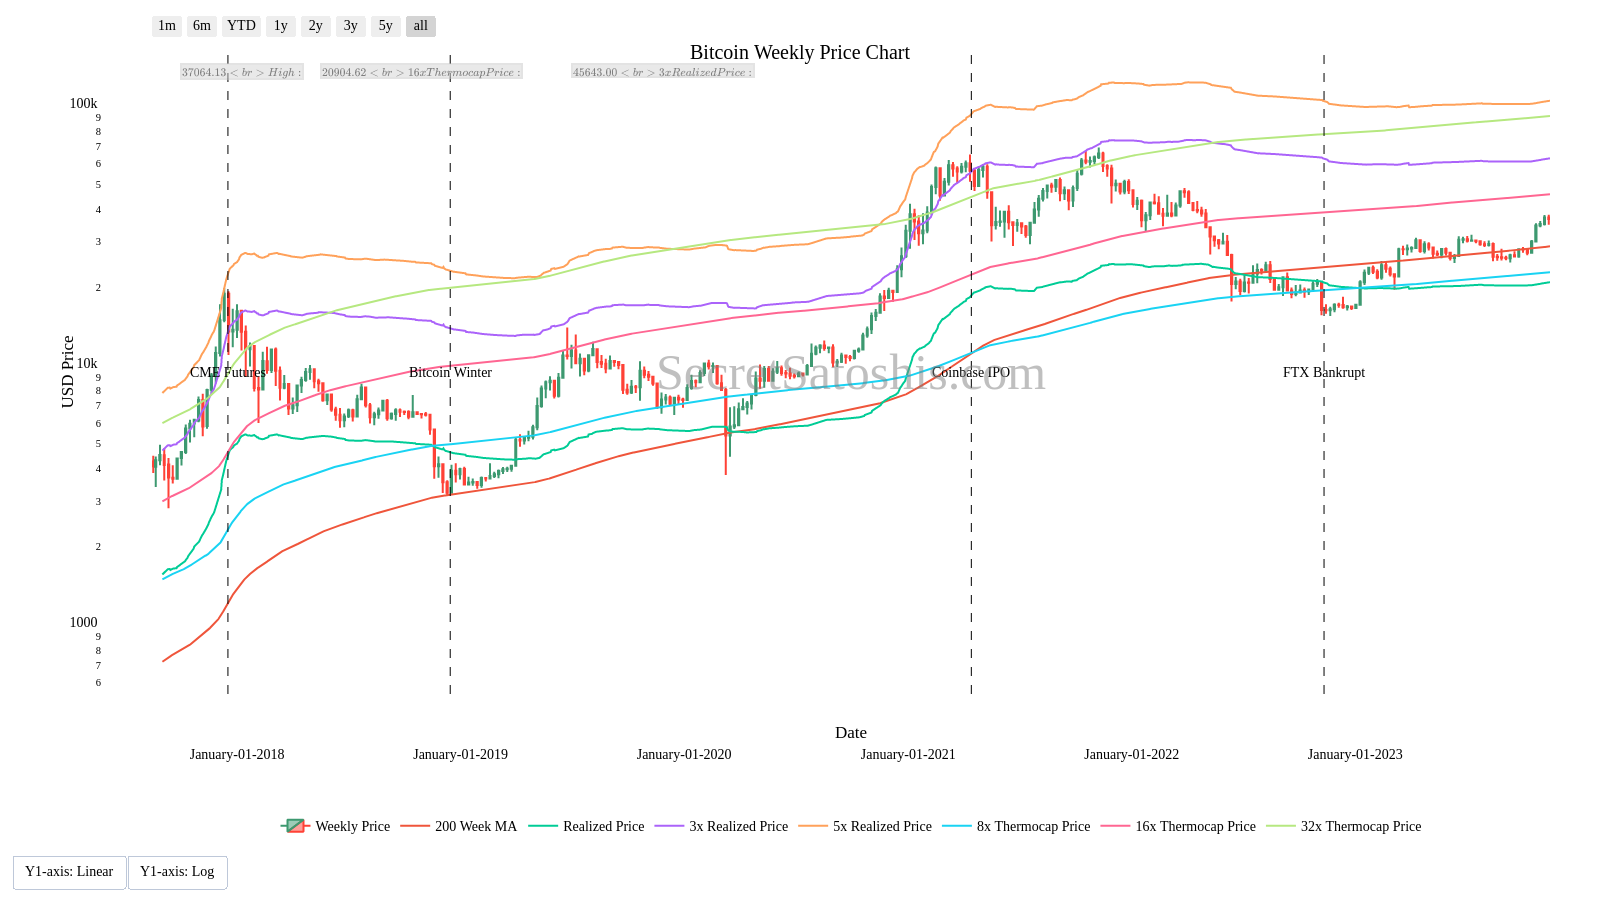 1m 6m YTD 1y 2y 3y 5y all
Bitcoin Weekly Price Chart
37064.13 < br > High :
20904.62 < br > 16xThermocapPrice :
45643.00 < br > 3xRealizedPrice :
100k
9
8
7
6
5
4
3
2
10k
9
8
7
6
5
4
3
2
1000
9
8
7
6
USD Price
SecretSatoshis.com
CME Futures
Bitcoin Winter
Coinbase IPO
FTX Bankrupt
Date
January-01-2018 January-01-2019 January-01-2020 January-01-2021 January-01-2022 January-01-2023
Weekly Price 200 Week MA Realized Price 3x Realized Price 5x Realized Price 8x Thermocap Price 16x Thermocap Price 32x Thermocap Price
Y1-axis: Linear Y1-axis: Log